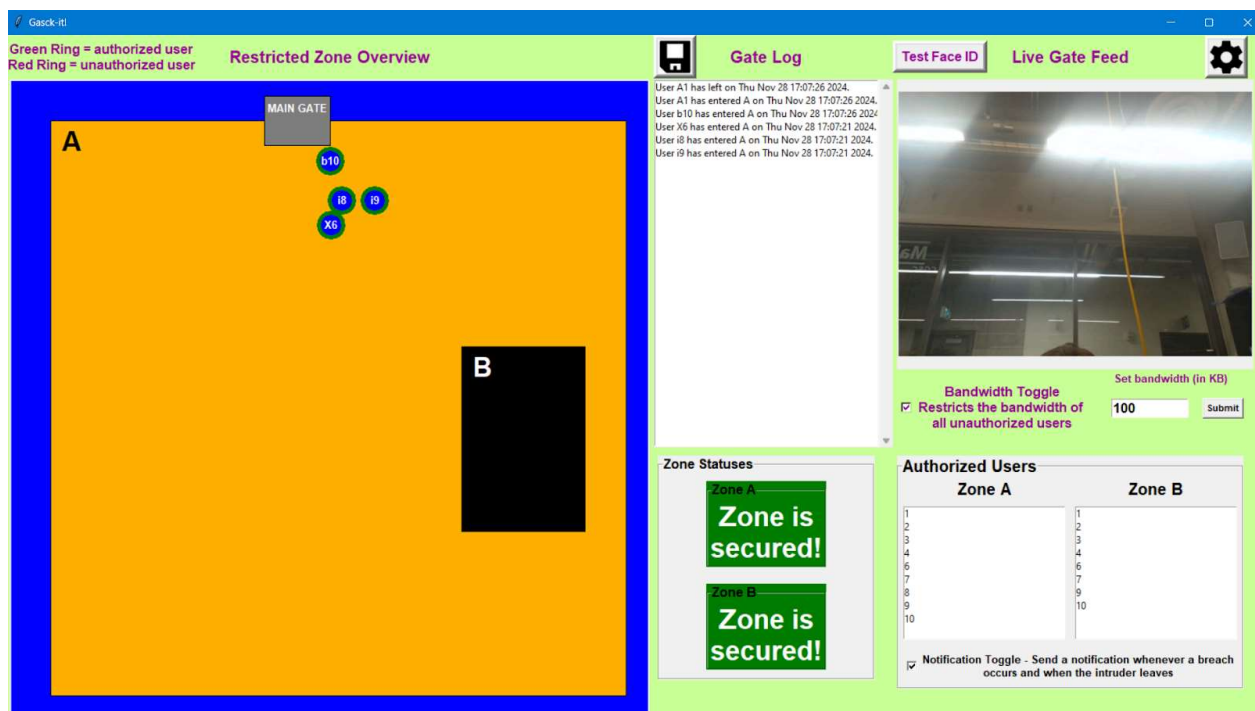 Gasck-it!
Green Ring = authorized user
Red Ring = unauthorized user
Restricted Zone Overview
Gate Log
Test Face ID
Live Gate Feed
MAIN GATE
A
b10
i8
i9
X6
B
User A1 has left on Thu Nov 28 17:07:26 2024.
User A1 has entered A on Thu Nov 28 17:07:26 2024.
User b10 has entered A on Thu Nov 28 17:07:26 2024
User X6 has entered A on Thu Nov 28 17:07:21 2024.
User i8 has entered A on Thu Nov 28 17:07:21 2024.
User i9 has entered A on Thu Nov 28 17:07:21 2024.
Set bandwidth (in KB)
Bandwidth Toggle
Restricts the bandwidth of
all unauthorized users
100
Submit
Zone Statuses
Zone A
Zone is
secured!
Zone B
Zone is
secured!
Authorized Users
Zone A
1
2
3
4
6
7
8
9
10
Zone B
1
2
3
4
6
7
9
10
Notification Toggle - Send a notification whenever a breach
occurs and when the intruder leaves